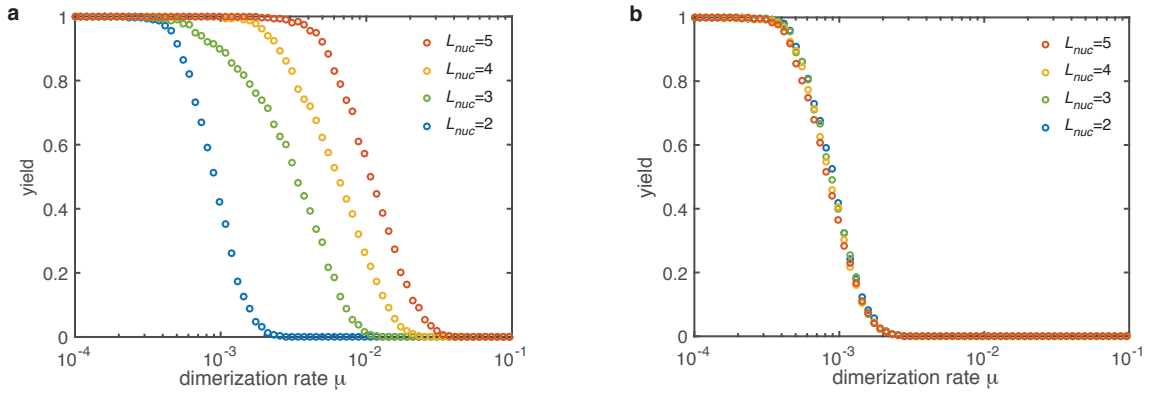 a
1
0.8
0.6
0.4
0.2
0
yield
L_nuc=5
L_nuc=4
L_nuc=3
L_nuc=2
10^-4
10^-3
10^-2
10^-1
dimerization rate μ
b
1
0.8
0.6
0.4
0.2
0
yield
L_nuc=5
L_nuc=4
L_nuc=3
L_nuc=2
10^-4
10^-3
10^-2
10^-1
dimerization rate μ